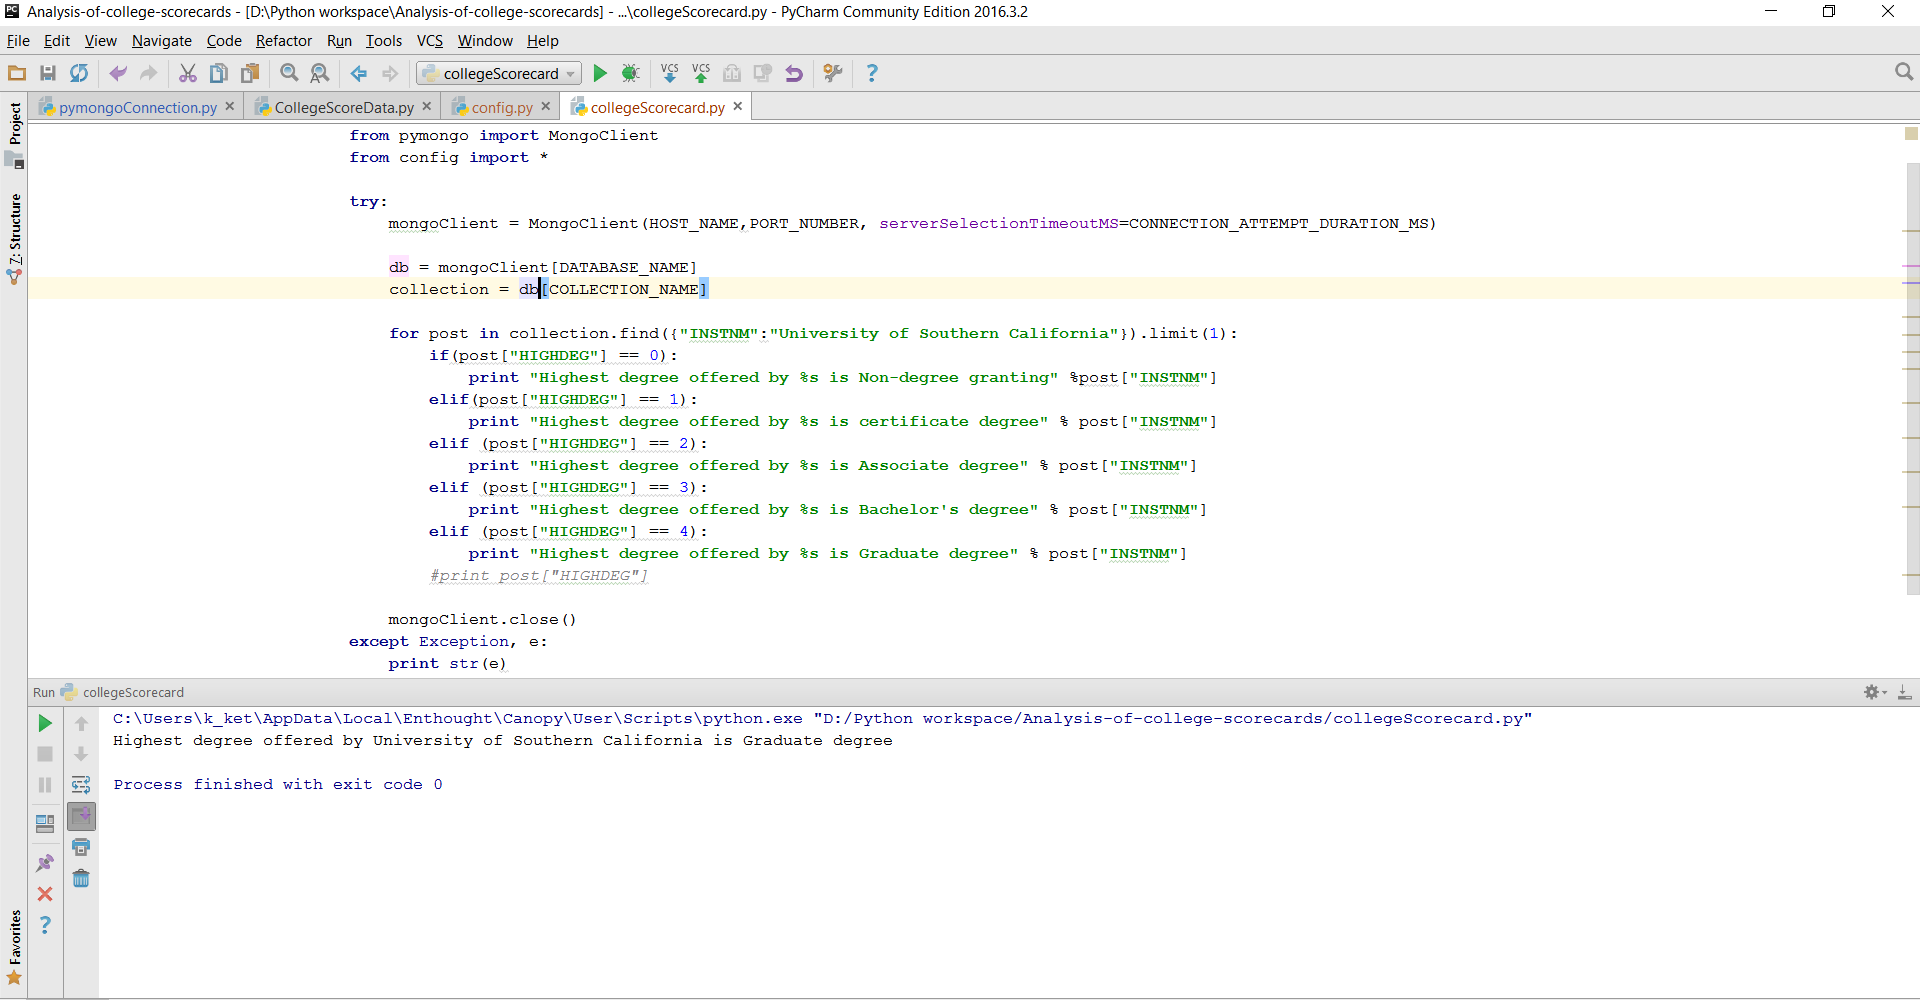 PC Analysis-of-college-scorecards - [D:\Python workspace\Analysis-of-college-scorecards] - ...\collegeScorecard.py - PyCharm Community Edition 2016.3.2
File Edit View Navigate Code Refactor Run Tools VCS Window Help
collegeScorecard VCS VCS ?
pymongoConnection.py CollegeScoreData.py config.py collegeScorecard.py
Project
Z: Structure
Favorites
from pymongo import MongoClient
from config import *
try:
mongoClient = MongoClient(HOST_NAME,PORT_NUMBER, serverSelectionTimeoutMS=CONNECTION_ATTEMPT_DURATION_MS)
db = mongoClient[DATABASE_NAME]
collection = db[COLLECTION_NAME]
for post in collection.find({"INSTNM":"University of Southern California"}).limit(1):
if(post["HIGHDEG"] == 0):
print "Highest degree offered by %s is Non-degree granting" %post["INSTNM"]
elif(post["HIGHDEG"] == 1):
print "Highest degree offered by %s is certificate degree" % post["INSTNM"]
elif (post["HIGHDEG"] == 2):
print "Highest degree offered by %s is Associate degree" % post["INSTNM"]
elif (post["HIGHDEG"] == 3):
print "Highest degree offered by %s is Bachelor's degree" % post["INSTNM"]
elif (post["HIGHDEG"] == 4):
print "Highest degree offered by %s is Graduate degree" % post["INSTNM"]
#print post["HIGHDEG"]
mongoClient.close()
except Exception, e:
print str(e)
Run collegeScorecard
C:\Users\k_ket\AppData\Local\Enthought\Canopy\User\Scripts\python.exe "D:/Python workspace/Analysis-of-college-scorecards/collegeScorecard.py"
Highest degree offered by University of Southern California is Graduate degree
Process finished with exit code 0
?